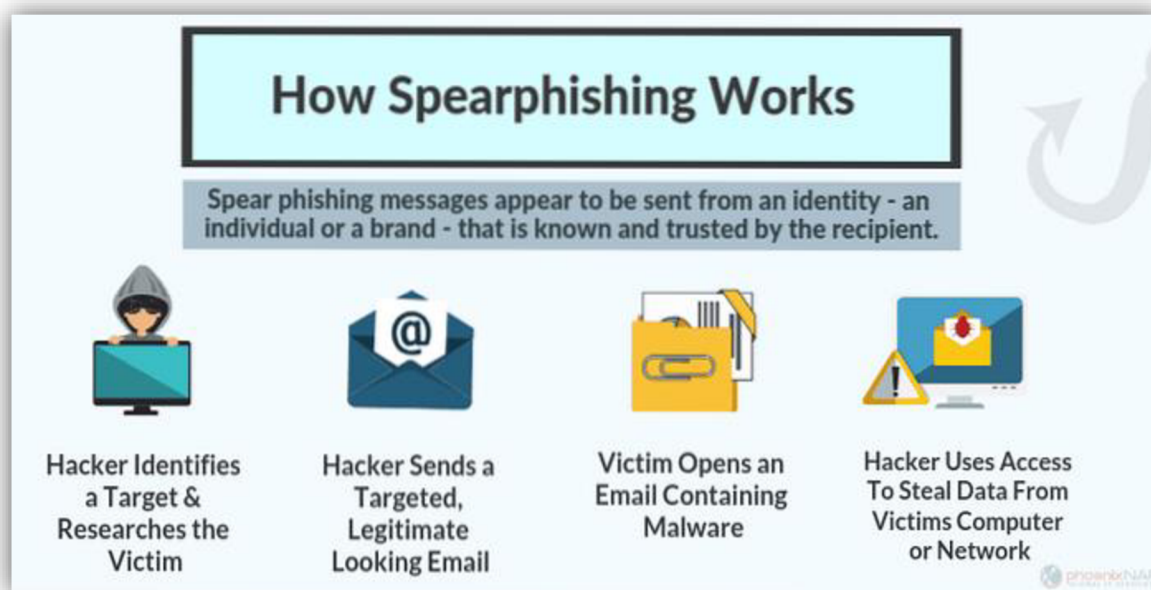 How Spearphishing Works
Spear phishing messages appear to be sent from an identity - an
individual or a brand - that is known and trusted by the recipient.
@
Hacker Identifies
a Target &
Researches the
Victim
Hacker Sends a
Targeted,
Legitimate
Looking Email
Victim Opens an
Email Containing
Malware
!
Hacker Uses Access
To Steal Data From
Victims Computer
or Network
phoenixNAP